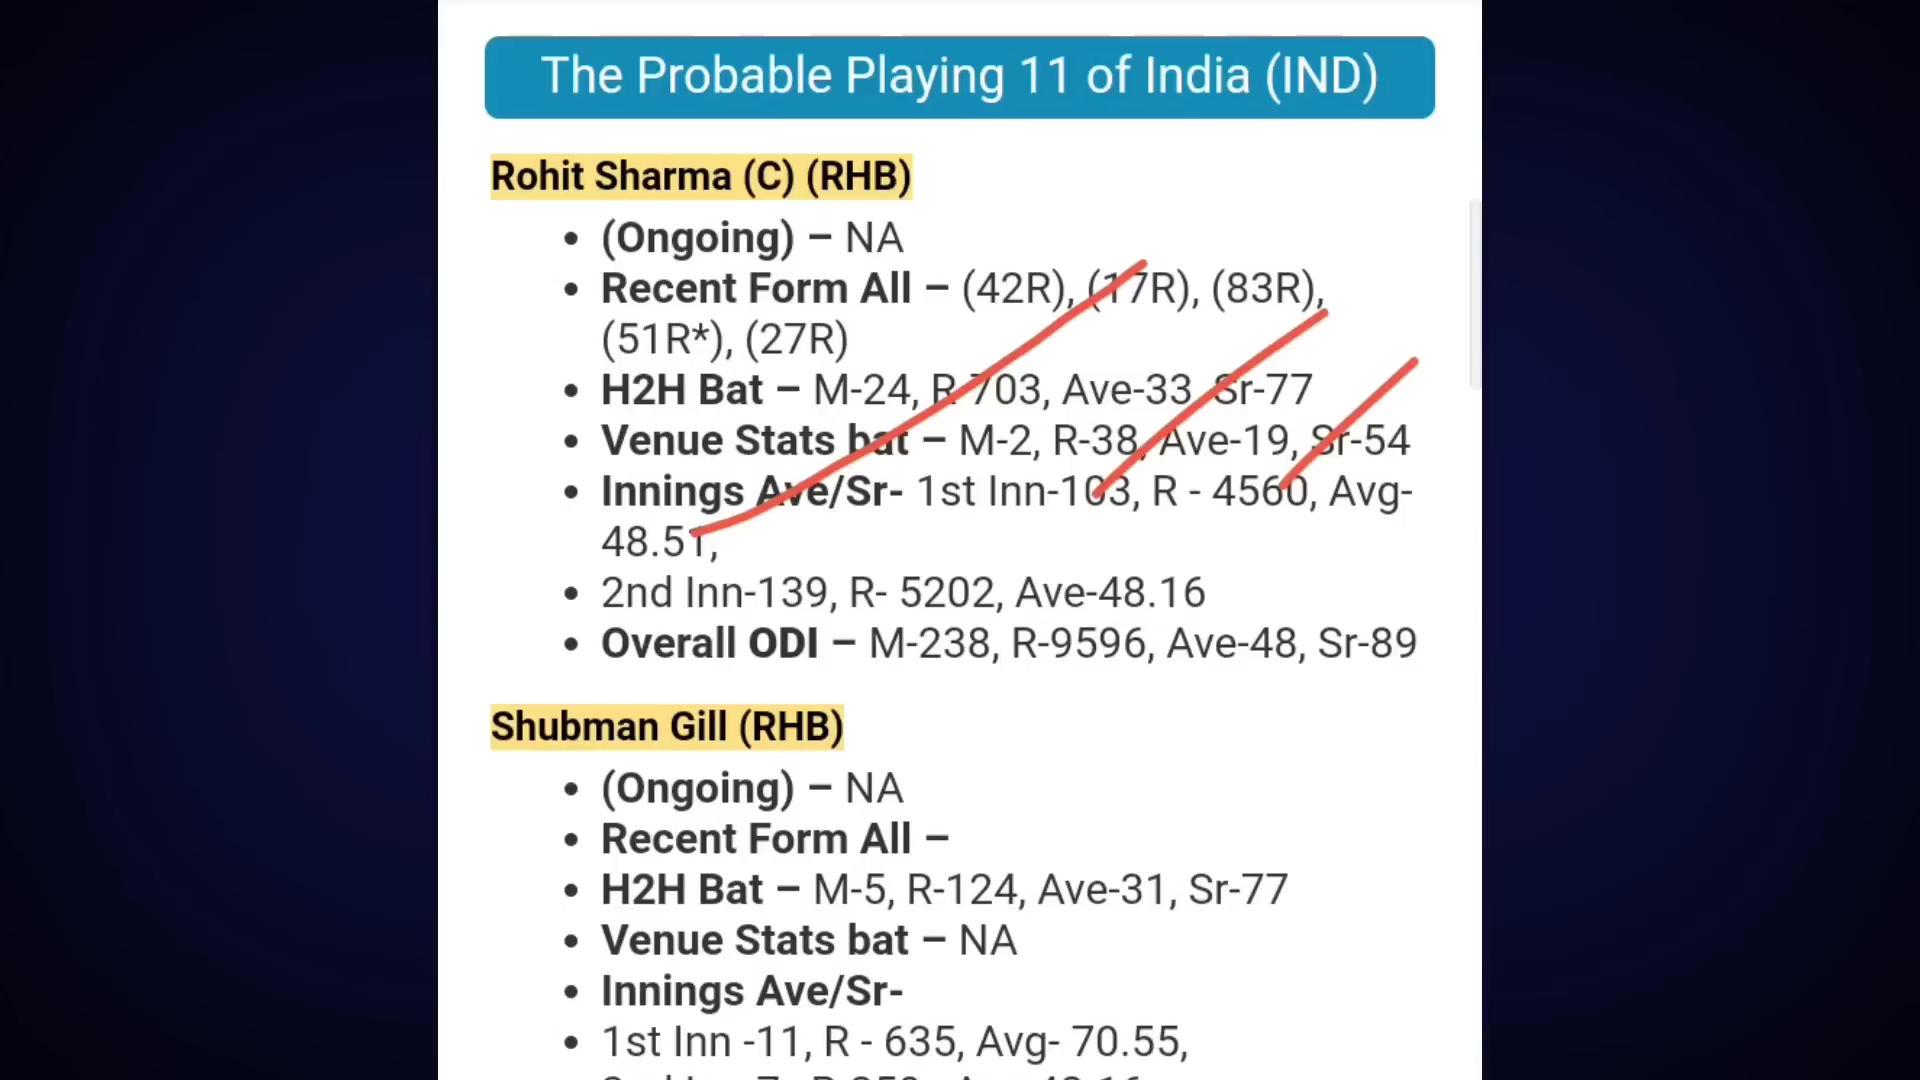 The Probable Playing 11 of India (IND)
Rohit Sharma (C) (RHB)
• (Ongoing) – NA
• Recent Form All – (42R), (17R), (83R),
(51R*), (27R)
• H2H Bat – M-24, R-703, Ave-33, Sr-77
• Venue Stats bat – M-2, R-38, Ave-19, Sr-54
• Innings Ave/Sr- 1st Inn-103, R - 4560, Avg-
48.51,
• 2nd Inn-139, R- 5202, Ave-48.16
• Overall ODI – M-238, R-9596, Ave-48, Sr-89
Shubman Gill (RHB)
• (Ongoing) – NA
• Recent Form All –
• H2H Bat – M-5, R-124, Ave-31, Sr-77
• Venue Stats bat – NA
• Innings Ave/Sr-
• 1st Inn -11, R - 635, Avg- 70.55,